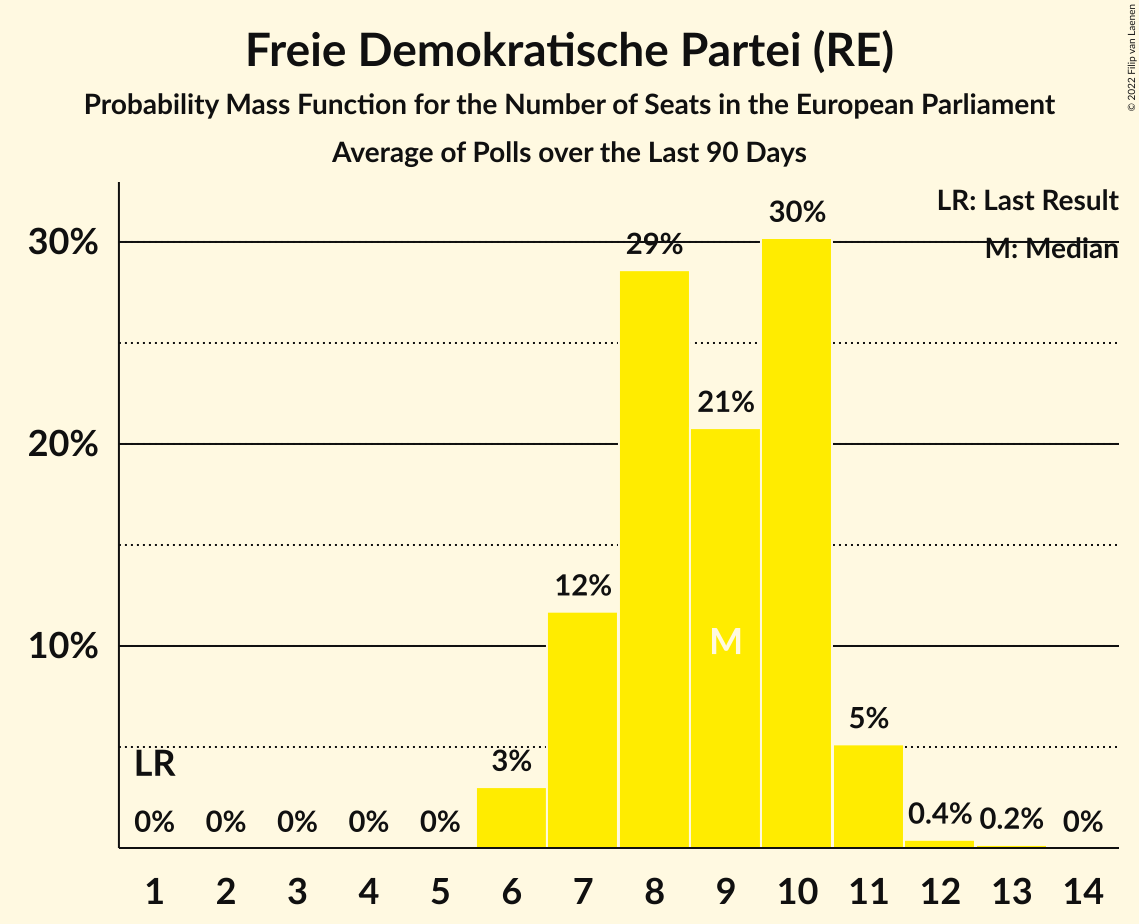 Freie Demokratische Partei (RE)
Probability Mass Function for the Number of Seats in the European Parliament
Average of Polls over the Last 90 Days
© 2022 Filip van Laenen
LR: Last Result
M: Median
30%
20%
10%
30%
29%
21%
12%
M
5%
LR
3%
0% 0% 0% 0% 0% 0.4% 0.2% 0%
1 2 3 4 5 6 7 8 9 10 11 12 13 14